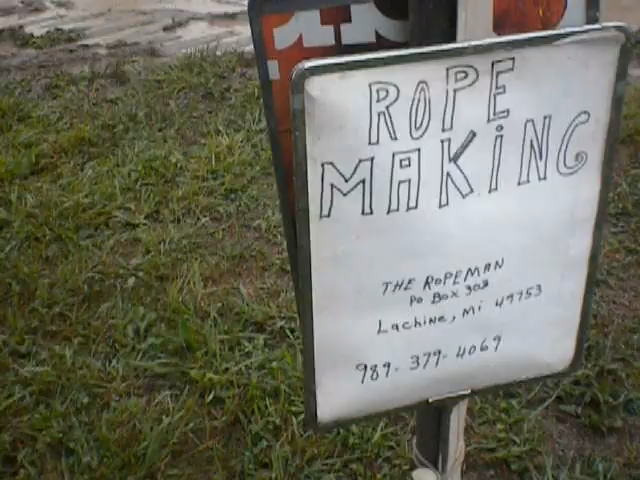 ROPE
MAKiNG
THE ROPEMAN
PO BOX 302
Lachine, Mi 49753
989-379-4069